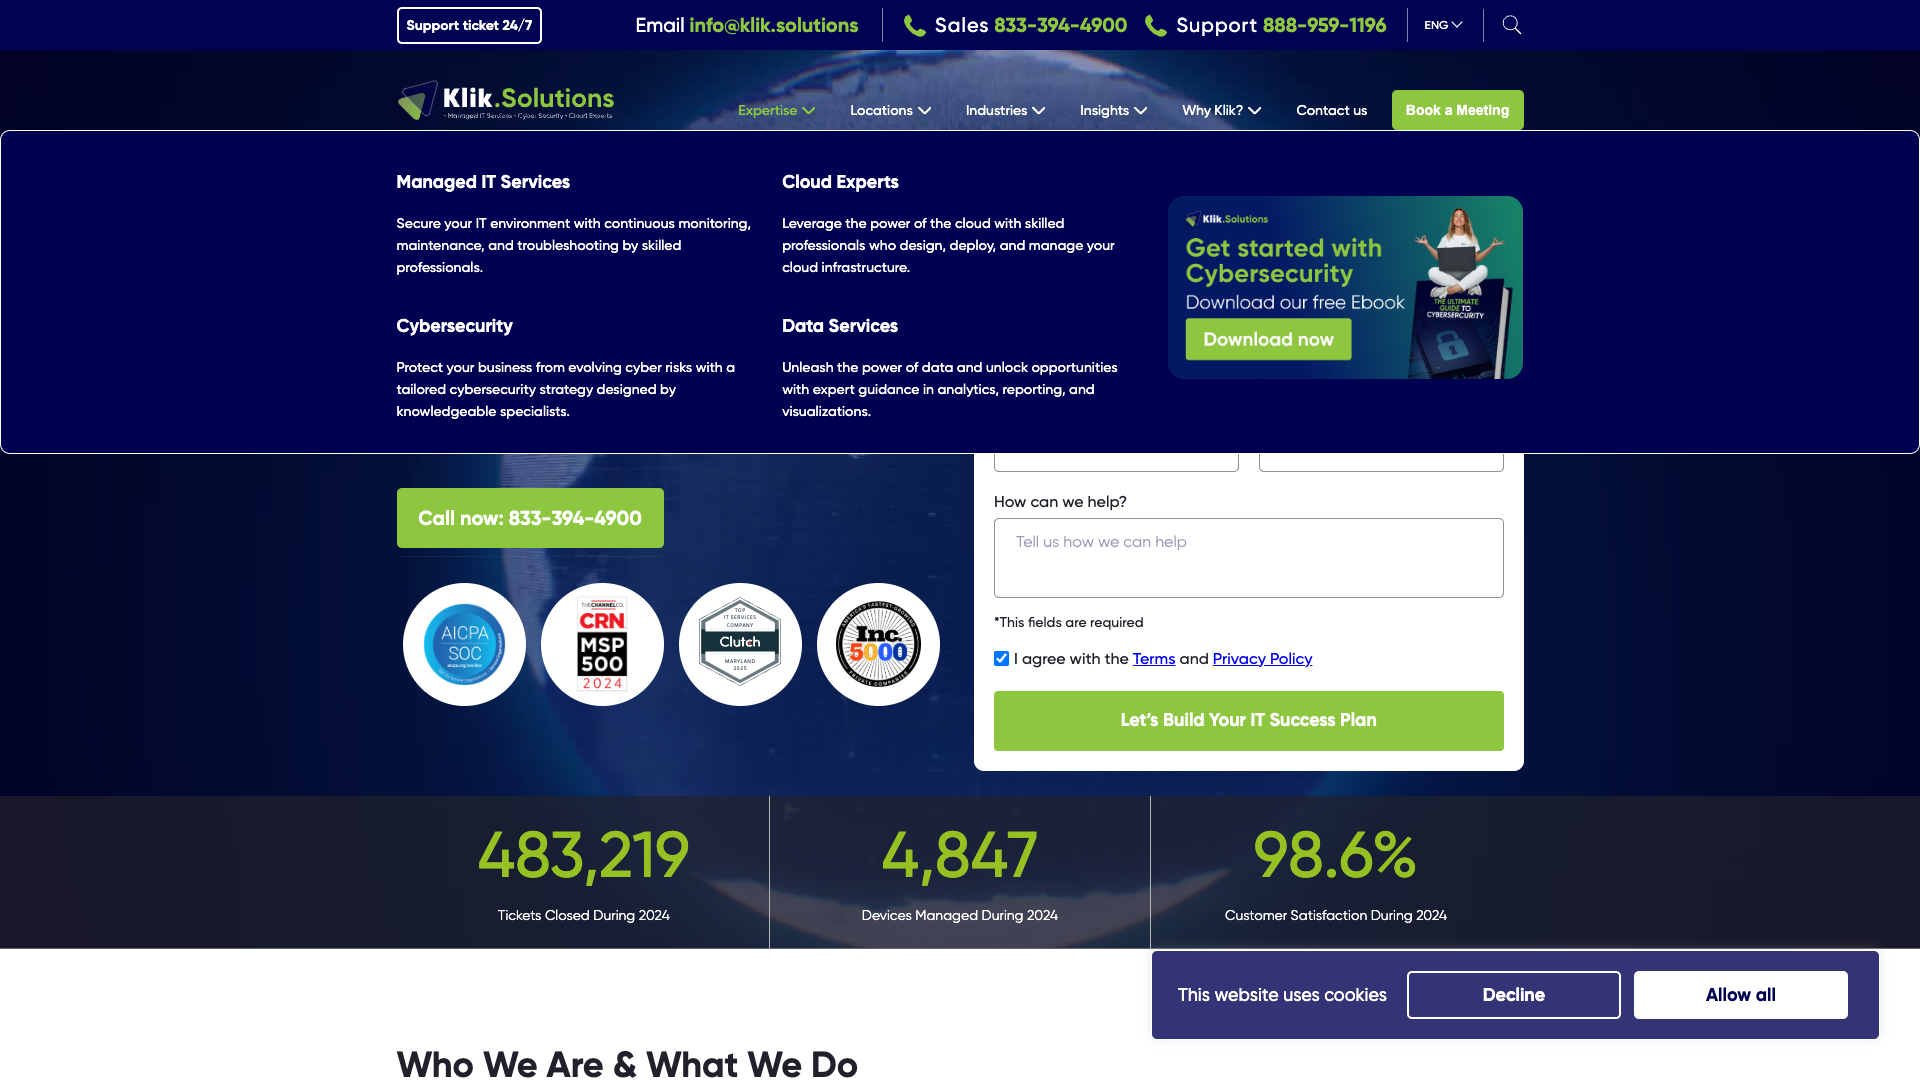 Support ticket 24/7
Email info@klik.solutions
Sales 833-394-4900
Support 888-959-1196
ENG
Klik.Solutions
• Managed IT Services • Cyber Security • Cloud Experts
Expertise
Locations
Industries
Insights
Why Klik?
Contact us
Book a Meeting
Managed IT Services
Secure your IT environment with continuous monitoring,
maintenance, and troubleshooting by skilled
professionals.
Cloud Experts
Leverage the power of the cloud with skilled
professionals who design, deploy, and manage your
cloud infrastructure.
Cybersecurity
Protect your business from evolving cyber risks with a
tailored cybersecurity strategy designed by
knowledgeable specialists.
Data Services
Unleash the power of data and unlock opportunities
with expert guidance in analytics, reporting, and
visualizations.
Klik.Solutions
Get started with
Cybersecurity
Download our free Ebook
Download now
THE ULTIMATE
GUIDE TO
CYBERSERCURITY
Call now: 833-394-4900
AICPA
SOC
THE CHANNEL CO.
CRN
MSP
500
2024
TOP
IT SERVICES
COMPANY
Clutch
MARYLAND
2025
AMERICA'S FASTEST-GROWING
Inc.
5000
PRIVATE COMPANIES
How can we help?
Tell us how we can help
*This fields are required
I agree with the Terms and Privacy Policy
Let’s Build Your IT Success Plan
483,219
Tickets Closed During 2024
4,847
Devices Managed During 2024
98.6%
Customer Satisfaction During 2024
This website uses cookies
Decline
Allow all
Who We Are & What We Do